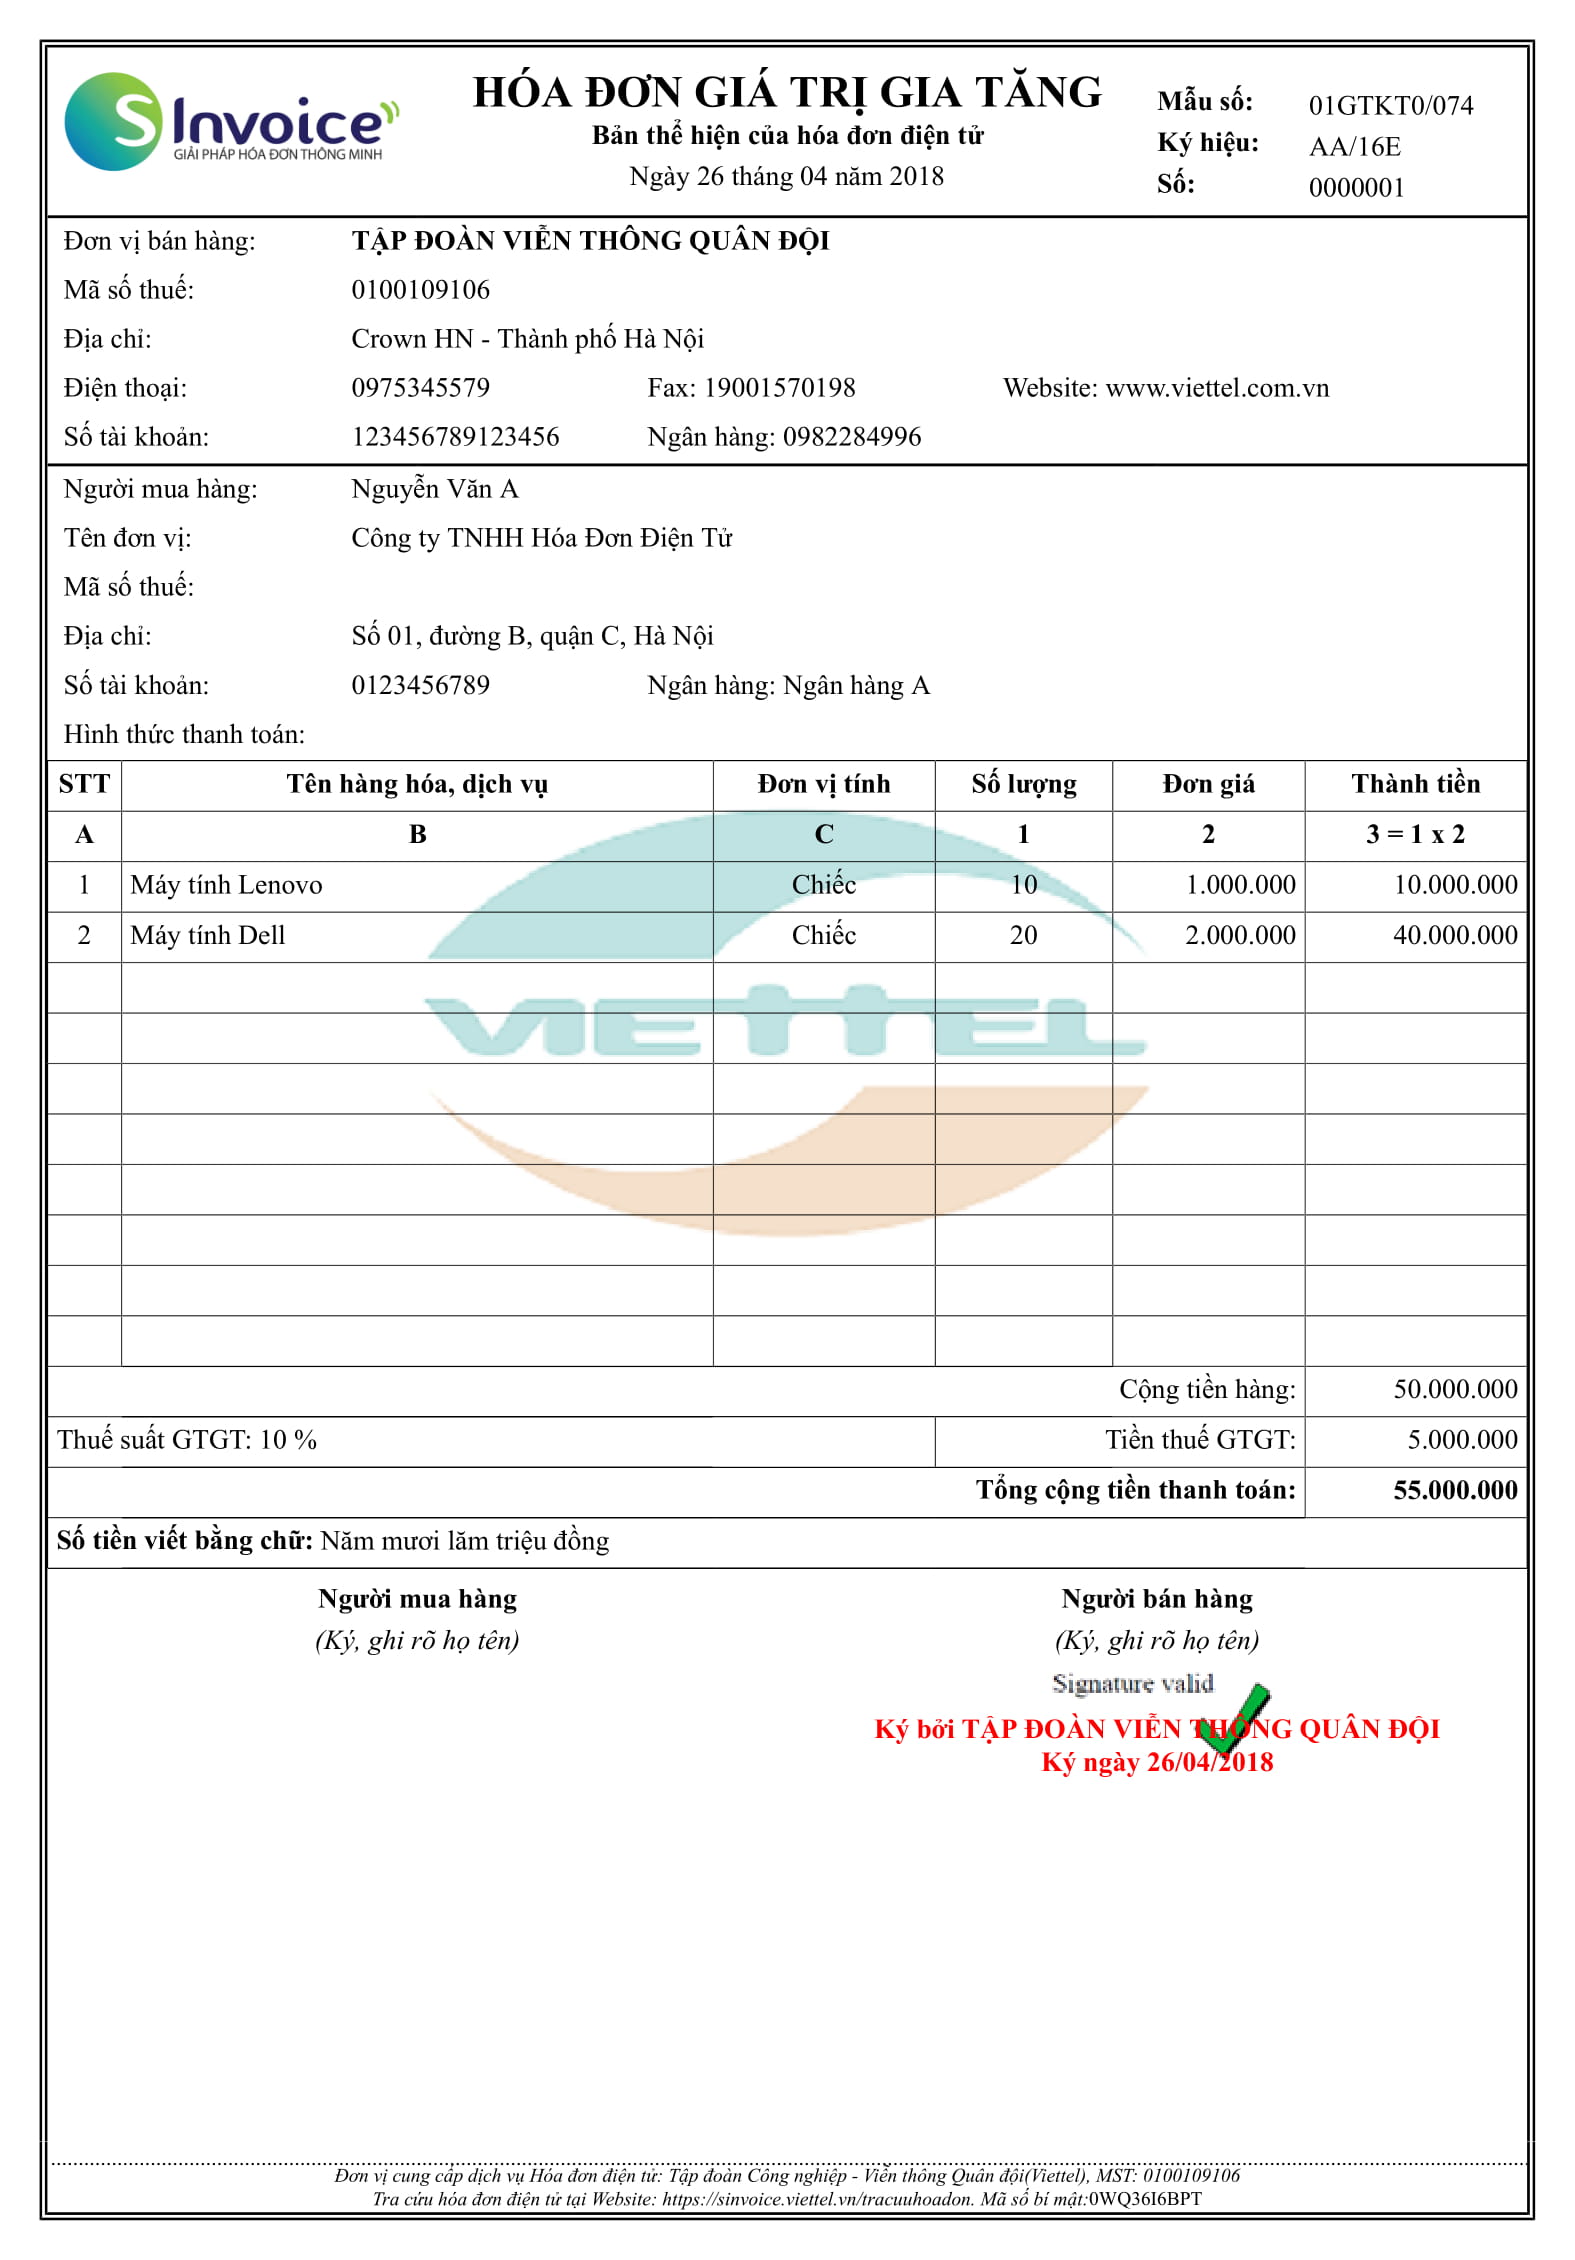 S Invoice
GIẢI PHÁP HÓA ĐƠN THÔNG MINH
HÓA ĐƠN GIÁ TRỊ GIA TĂNG
Bản thể hiện của hóa đơn điện tử
Ngày 26 tháng 04 năm 2018
Mẫu số: 01GTKT0/074
Ký hiệu: AA/16E
Số: 0000001
Đơn vị bán hàng: TẬP ĐOÀN VIỄN THÔNG QUÂN ĐỘI
Mã số thuế: 0100109106
Địa chỉ: Crown HN - Thành phố Hà Nội
Điện thoại: 0975345579 Fax: 19001570198 Website: www.viettel.com.vn
Số tài khoản: 123456789123456 Ngân hàng: 0982284996
Người mua hàng: Nguyễn Văn A
Tên đơn vị: Công ty TNHH Hóa Đơn Điện Tử
Mã số thuế:
Địa chỉ: Số 01, đường B, quận C, Hà Nội
Số tài khoản: 0123456789 Ngân hàng: Ngân hàng A
Hình thức thanh toán:
STT Tên hàng hóa, dịch vụ Đơn vị tính Số lượng Đơn giá Thành tiền
A B C 1 2 3 = 1 x 2
1 Máy tính Lenovo Chiếc 10 1.000.000 10.000.000
2 Máy tính Dell Chiếc 20 2.000.000 40.000.000
VIETTEL
Cộng tiền hàng: 50.000.000
Thuế suất GTGT: 10 % Tiền thuế GTGT: 5.000.000
Tổng cộng tiền thanh toán: 55.000.000
Số tiền viết bằng chữ: Năm mươi lăm triệu đồng
Người mua hàng Người bán hàng
(Ký, ghi rõ họ tên) (Ký, ghi rõ họ tên)
Signature valid
Ký bởi TẬP ĐOÀN VIỄN THÔNG QUÂN ĐỘI
Ký ngày 26/04/2018
Đơn vị cung cấp dịch vụ Hóa đơn điện tử: Tập đoàn Công nghiệp - Viễn thông Quân đội(Viettel), MST: 0100109106
Tra cứu hóa đơn điện tử tại Website: https://sinvoice.viettel.vn/tracuuhoadon. Mã số bí mật:0WQ36I6BPT